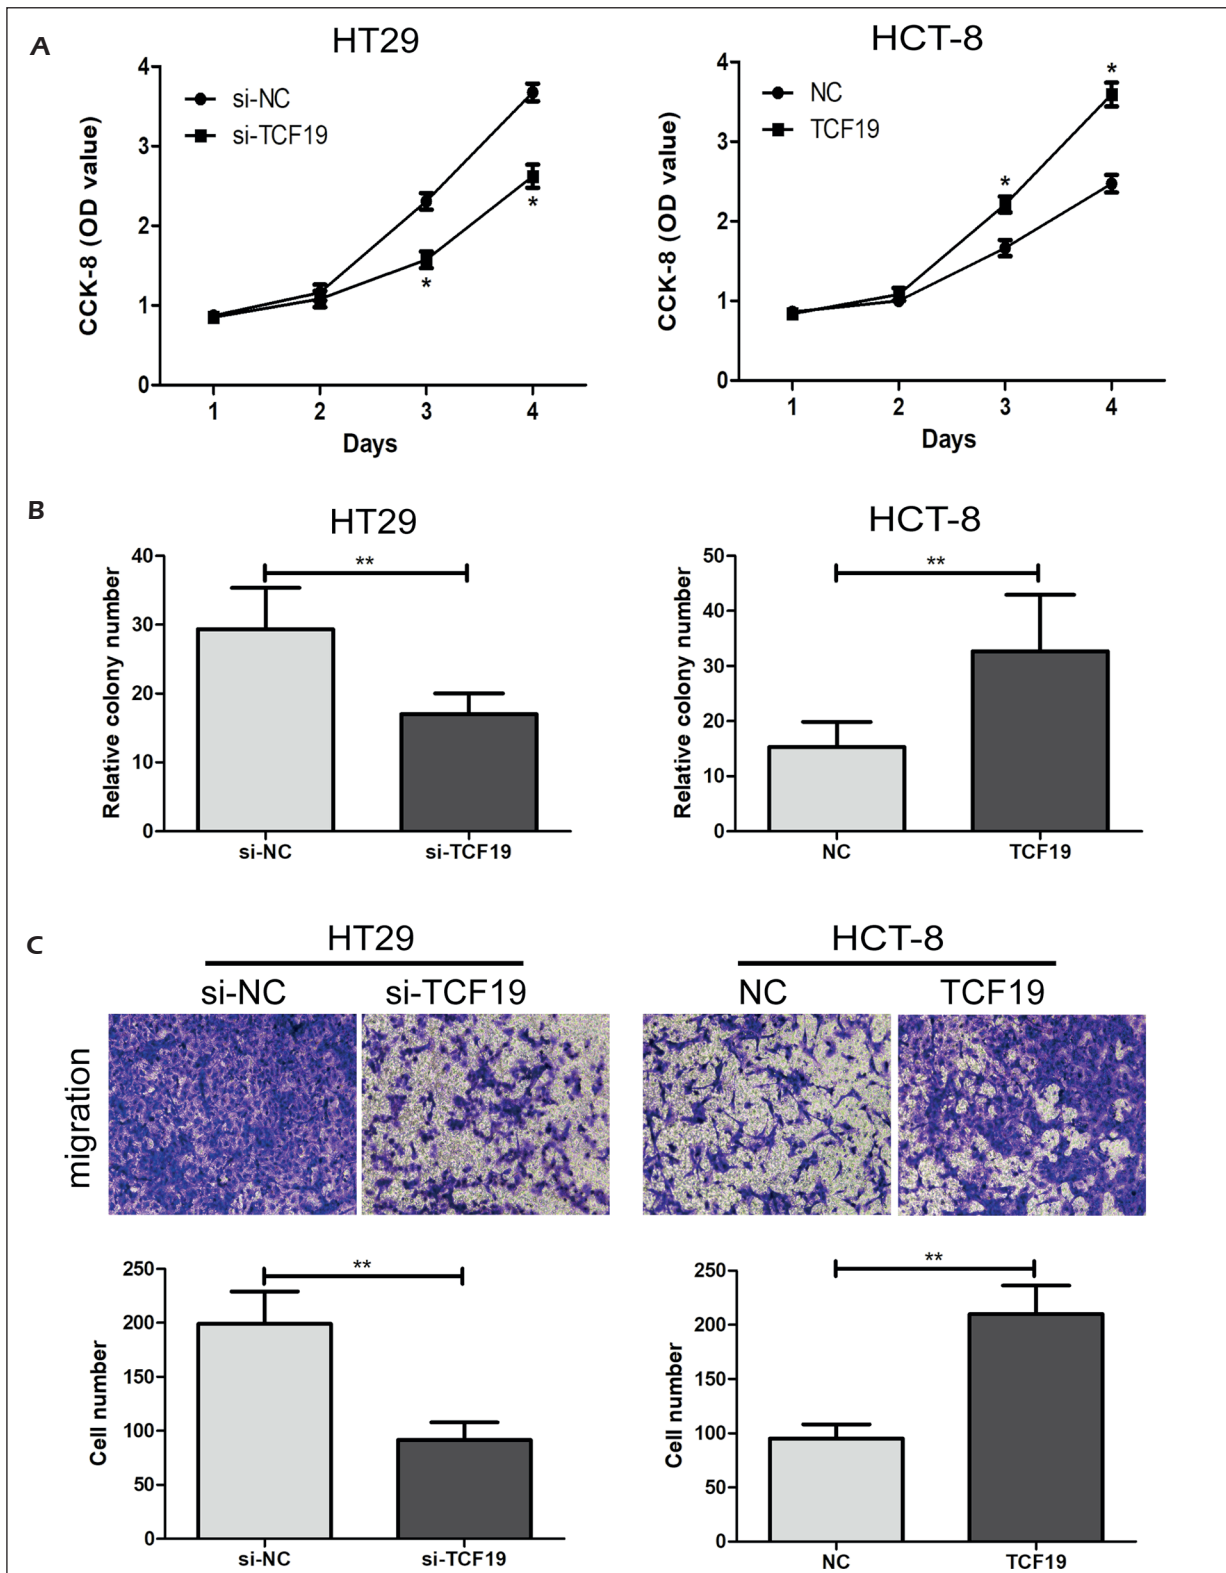 A
HT29
HCT-8
4
3
2
1
0
CCK-8 (OD value)
si-NC
si-TCF19
*
*
1 2 3 4
Days
4
3
2
1
0
CCK-8 (OD value)
NC
TCF19
*
*
1 2 3 4
Days
B
HT29
HCT-8
40
30
20
10
0
Relative colony number
**
si-NC si-TCF19
50
40
30
20
10
0
Relative colony number
**
NC TCF19
C
HT29
HCT-8
si-NC si-TCF19 NC TCF19
migration
250
200
150
100
50
0
Cell number
**
si-NC si-TCF19
250
200
150
100
50
0
Cell number
**
NC TCF19